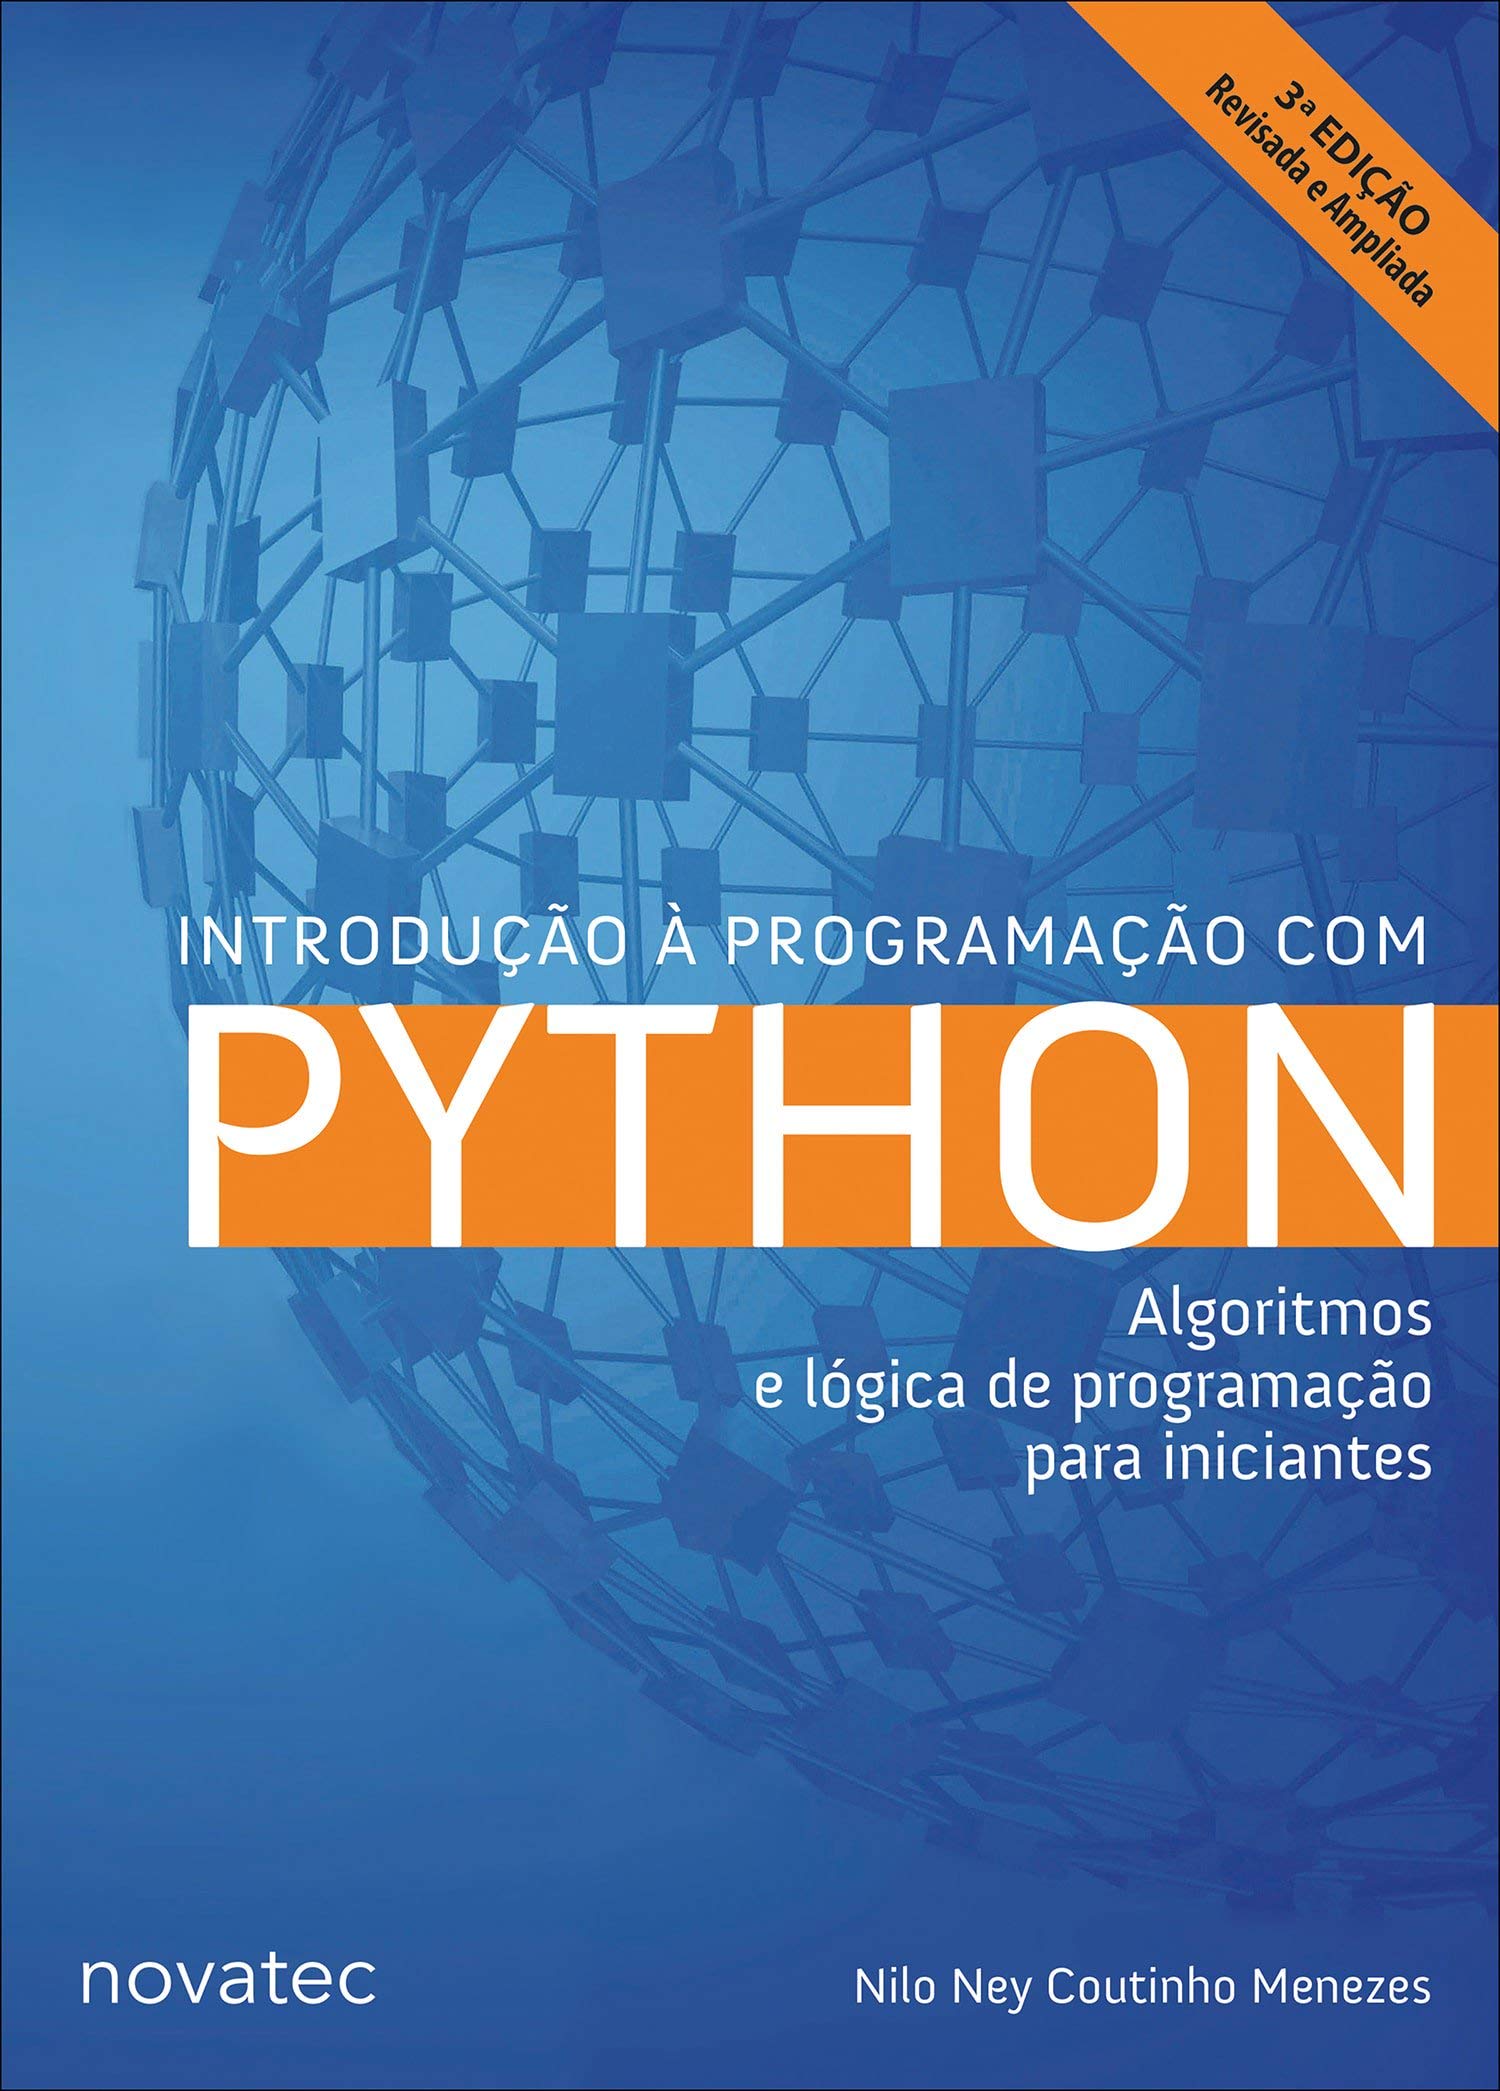 3ª EDIÇÃO
Revisada e Ampliada
INTRODUÇÃO À PROGRAMAÇÃO COM
PYTHON
Algoritmos
e lógica de programação
para iniciantes
novatec
Nilo Ney Coutinho Menezes